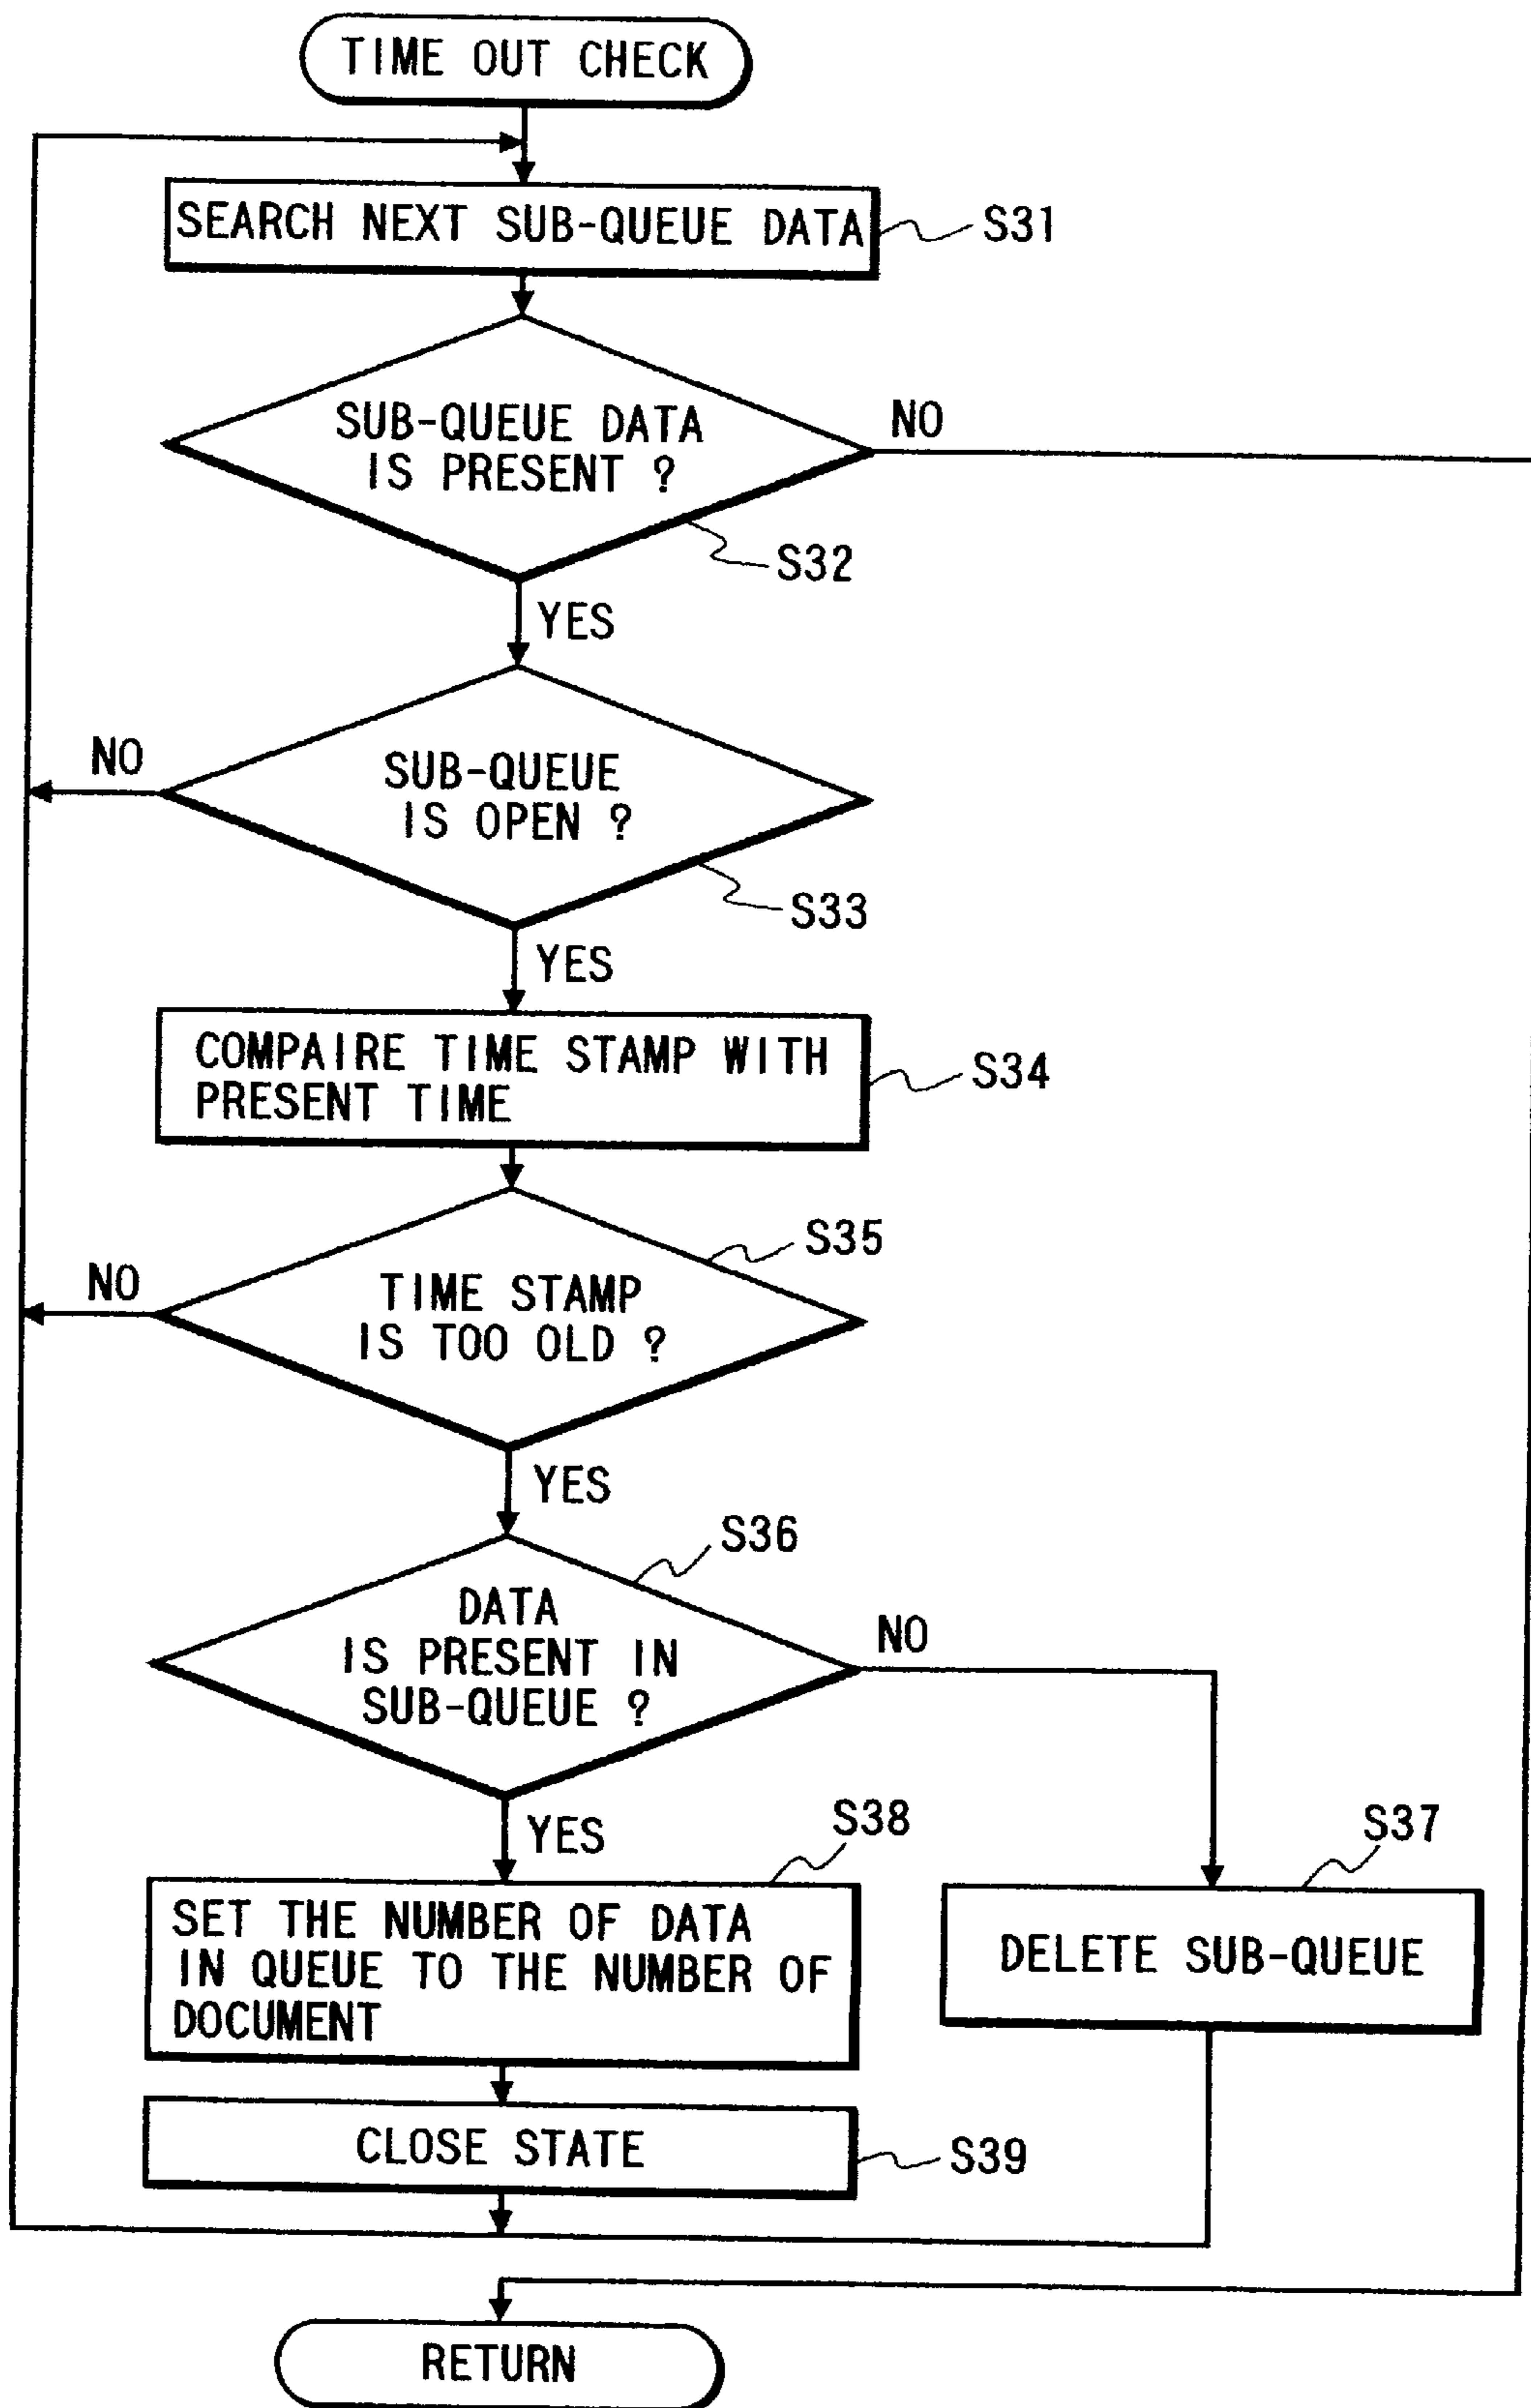 TIME OUT CHECK
SEARCH NEXT SUB-QUEUE DATA
S31
SUB-QUEUE DATA
IS PRESENT ?
NO
S32
YES
SUB-QUEUE
IS OPEN ?
NO
S33
YES
COMPAIRE TIME STAMP WITH
PRESENT TIME
S34
S35
TIME STAMP
IS TOO OLD ?
NO
YES
S36
DATA
IS PRESENT IN
SUB-QUEUE ?
NO
YES
S38
S37
SET THE NUMBER OF DATA
IN QUEUE TO THE NUMBER OF
DOCUMENT
DELETE SUB-QUEUE
CLOSE STATE
S39
RETURN